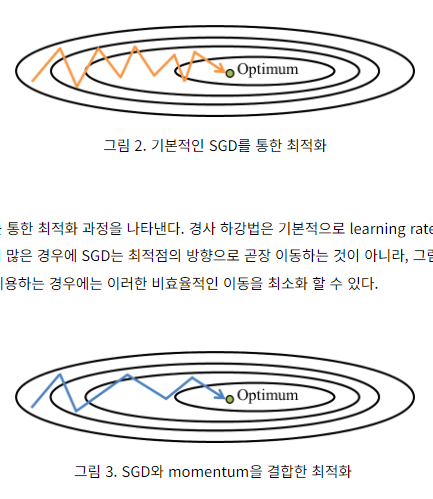 Optimum
그림 2. 기본적인 SGD를 통한 최적화
통한 최적화 과정을 나타낸다. 경사 하강법은 기본적으로 learning rate
많은 경우에 SGD는 최적점의 방향으로 곧장 이동하는 것이 아니라, 그림
이용하는 경우에는 이러한 비효율적인 이동을 최소화 할 수 있다.
Optimum
그림 3. SGD와 momentum을 결합한 최적화